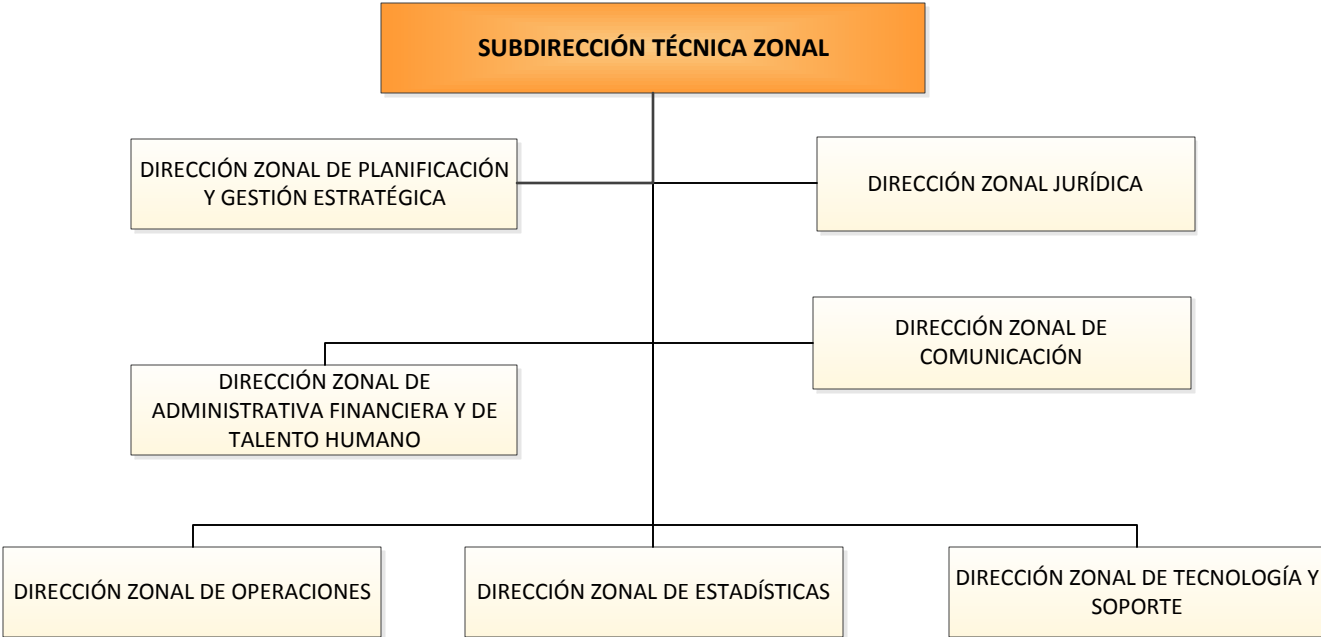 SUBDIRECCIÓN TÉCNICA ZONAL
DIRECCIÓN ZONAL DE PLANIFICACIÓN
Y GESTIÓN ESTRATÉGICA
DIRECCIÓN ZONAL JURÍDICA
DIRECCIÓN ZONAL DE
COMUNICACIÓN
DIRECCIÓN ZONAL DE
ADMINISTRATIVA FINANCIERA Y DE
TALENTO HUMANO
DIRECCIÓN ZONAL DE OPERACIONES
DIRECCIÓN ZONAL DE ESTADÍSTICAS
DIRECCIÓN ZONAL DE TECNOLOGÍA Y
SOPORTE